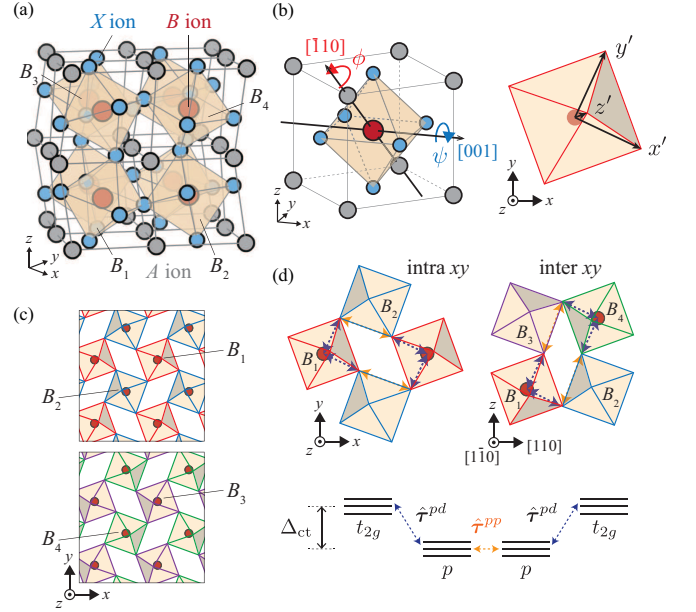 (a)
X ion
B ion
B₃
B₄
B₁
B₂
A ion
z
y
x
(b)
[1̄10]
ϕ
ψ
[001]
z
y
x
y′
z′
x′
y
z
x
(c)
B₁
B₂
B₃
B₄
y
z
x
(d)
intra xy
inter xy
B₂
B₁
B₄
B₃
B₁
B₂
y
z
x
z
[11̄0]
[110]
Δct
t2g
τ̂ᵖᵈ
τ̂ᵖᵖ
τ̂ᵖᵈ
t2g
p
p